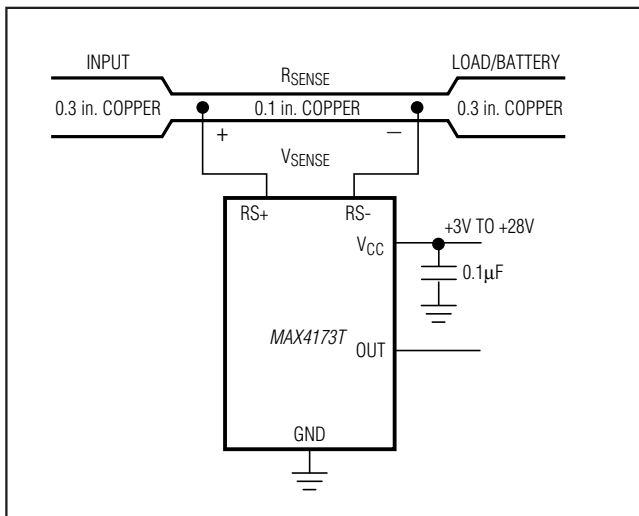 INPUT
RSENSE
LOAD/BATTERY
0.3 in. COPPER
0.1 in. COPPER
0.3 in. COPPER
+
—
VSENSE
RS+
RS-
VCC
+3V TO +28V
0.1µF
MAX4173T
OUT
GND